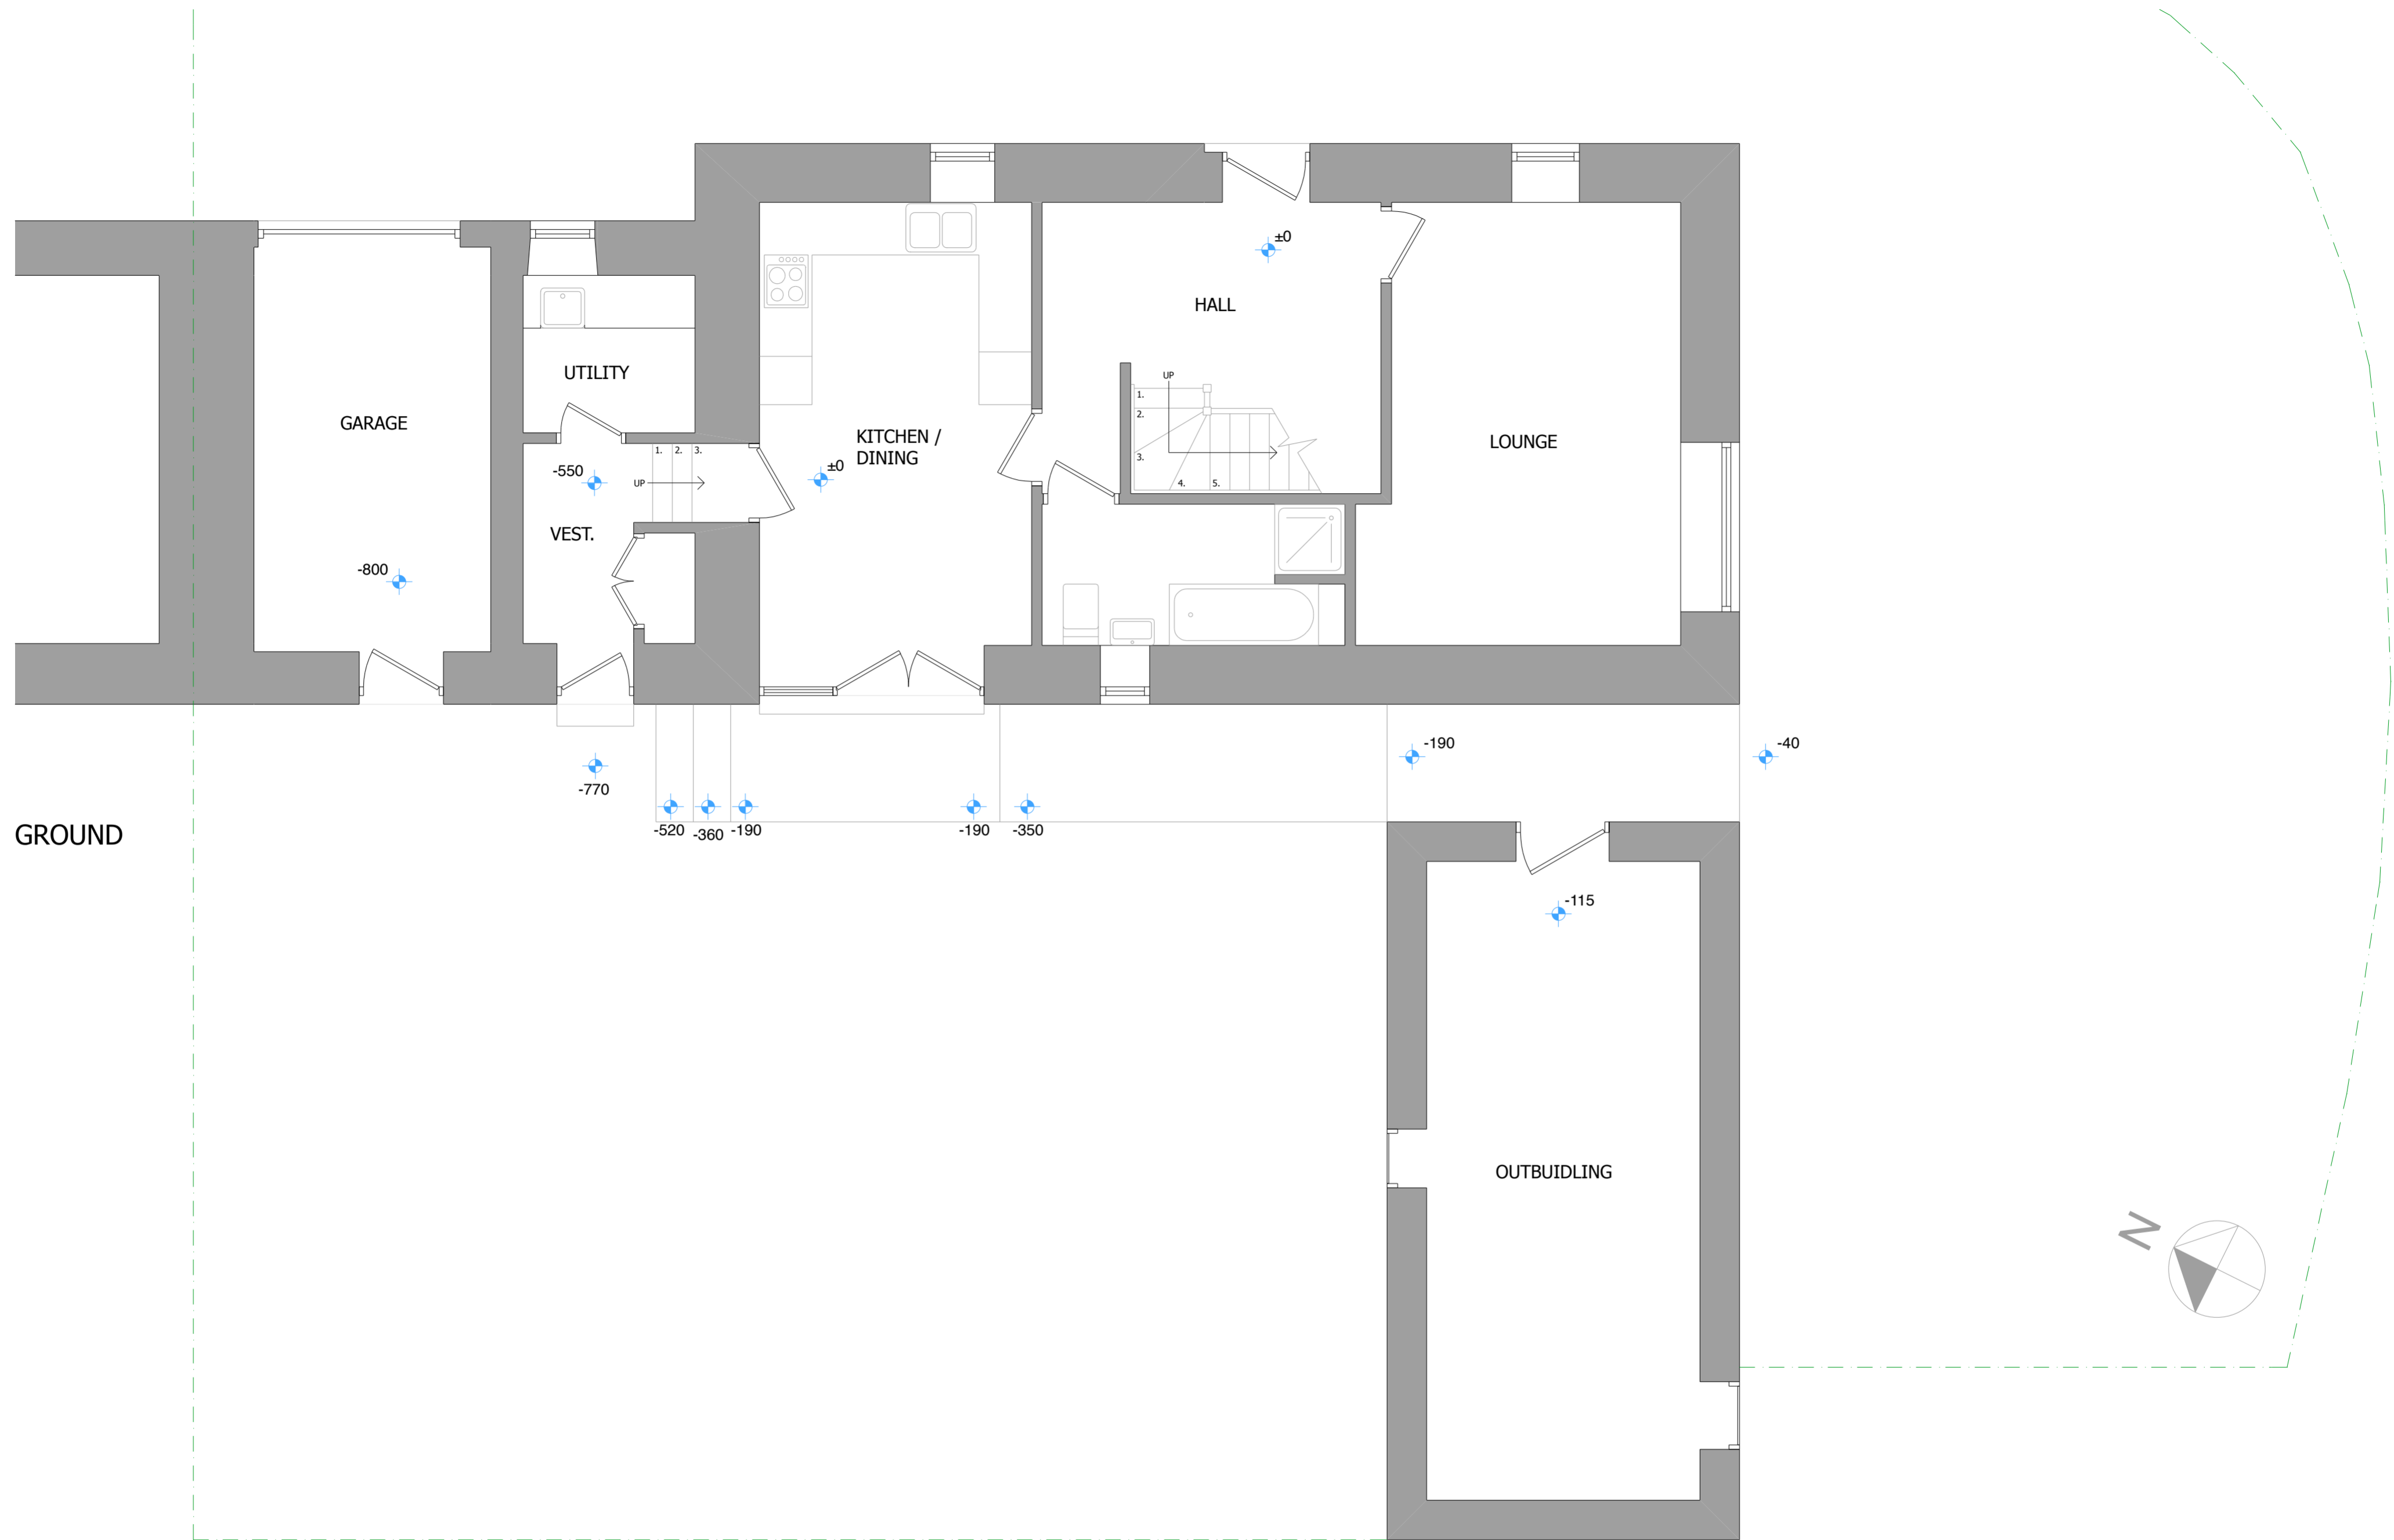 ±0
HALL
UTILITY
UP
1.
2.
3.
4.
5.
GARAGE
KITCHEN /
DINING
LOUNGE
1. 2. 3.
-550
±0
UP
VEST.
-800
-190
-40
-770
-520
-360
-190
-190
-350
GROUND
-115
OUTBUIDLING
N